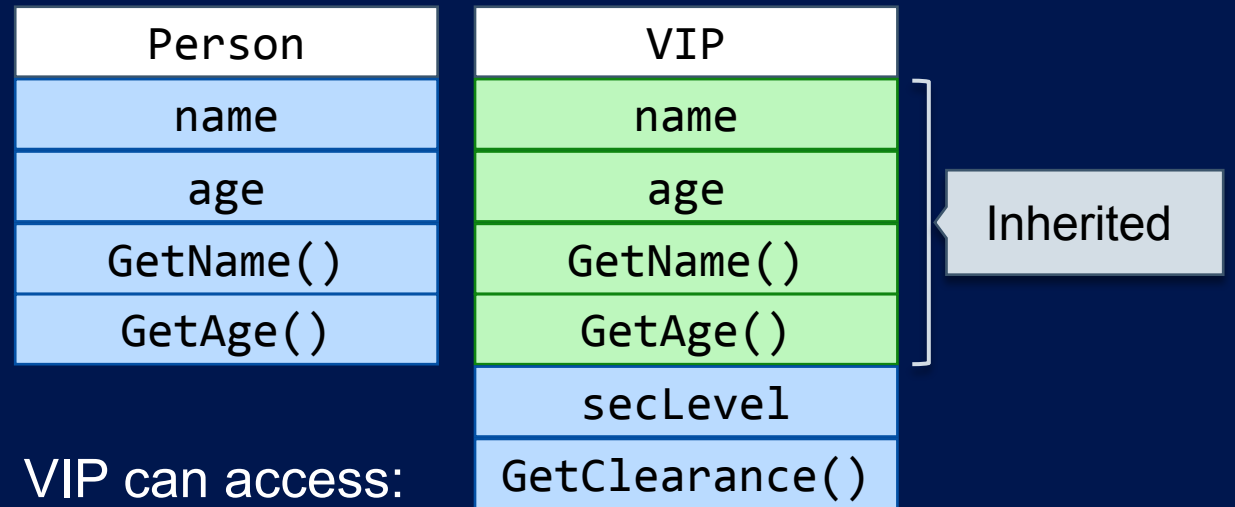 Person
name
age
GetName()
GetAge()
VIP
name
age
GetName()
GetAge()
secLevel
GetClearance()
Inherited
VIP can access: